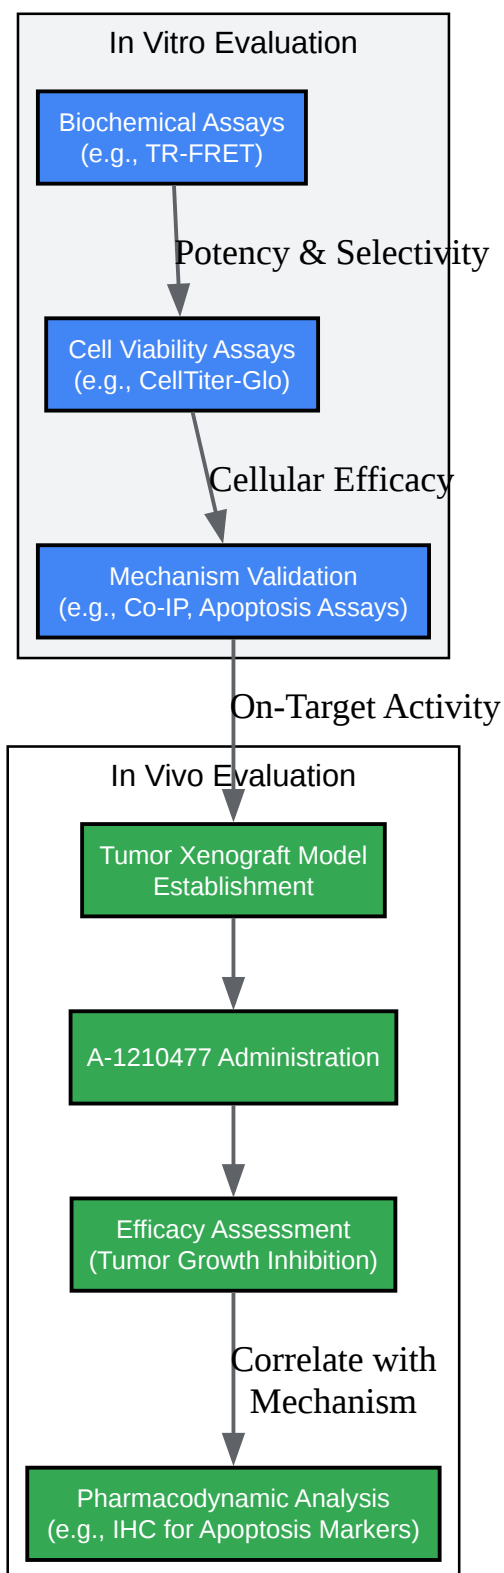 In Vitro Evaluation
Biochemical Assays
(e.g., TR-FRET)
Potency & Selectivity
Cell Viability Assays
(e.g., CellTiter-Glo)
Cellular Efficacy
Mechanism Validation
(e.g., Co-IP, Apoptosis Assays)
On-Target Activity
In Vivo Evaluation
Tumor Xenograft Model
Establishment
A-1210477 Administration
Efficacy Assessment
(Tumor Growth Inhibition)
Correlate with
Mechanism
Pharmacodynamic Analysis
(e.g., IHC for Apoptosis Markers)